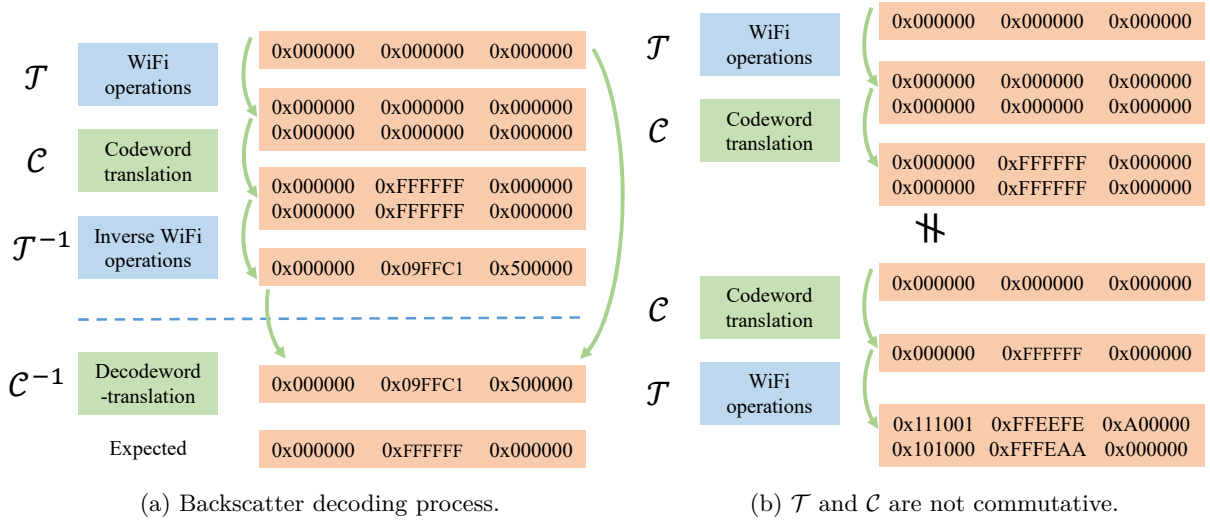 𝒯 WiFi operations 0x000000 0x000000 0x000000
0x000000 0x000000 0x000000
0x000000 0x000000 0x000000
𝒞 Codeword translation
0x000000 0xFFFFFF 0x000000
0x000000 0xFFFFFF 0x000000
𝒯⁻¹ Inverse WiFi operations
0x000000 0x09FFC1 0x500000
𝒞⁻¹ Decodeword -translation 0x000000 0x09FFC1 0x500000
Expected 0x000000 0xFFFFFF 0x000000
(a) Backscatter decoding process.
0x000000 0x000000 0x000000
𝒯 WiFi operations
0x000000 0x000000 0x000000
0x000000 0x000000 0x000000
𝒞 Codeword translation
0x000000 0xFFFFFF 0x000000
0x000000 0xFFFFFF 0x000000
≠
0x000000 0x000000 0x000000
𝒞 Codeword translation
0x000000 0xFFFFFF 0x000000
𝒯 WiFi operations
0x111001 0xFFEEFE 0xA00000
0x101000 0xFFFEAA 0x000000
(b) 𝒯 and 𝒞 are not commutative.